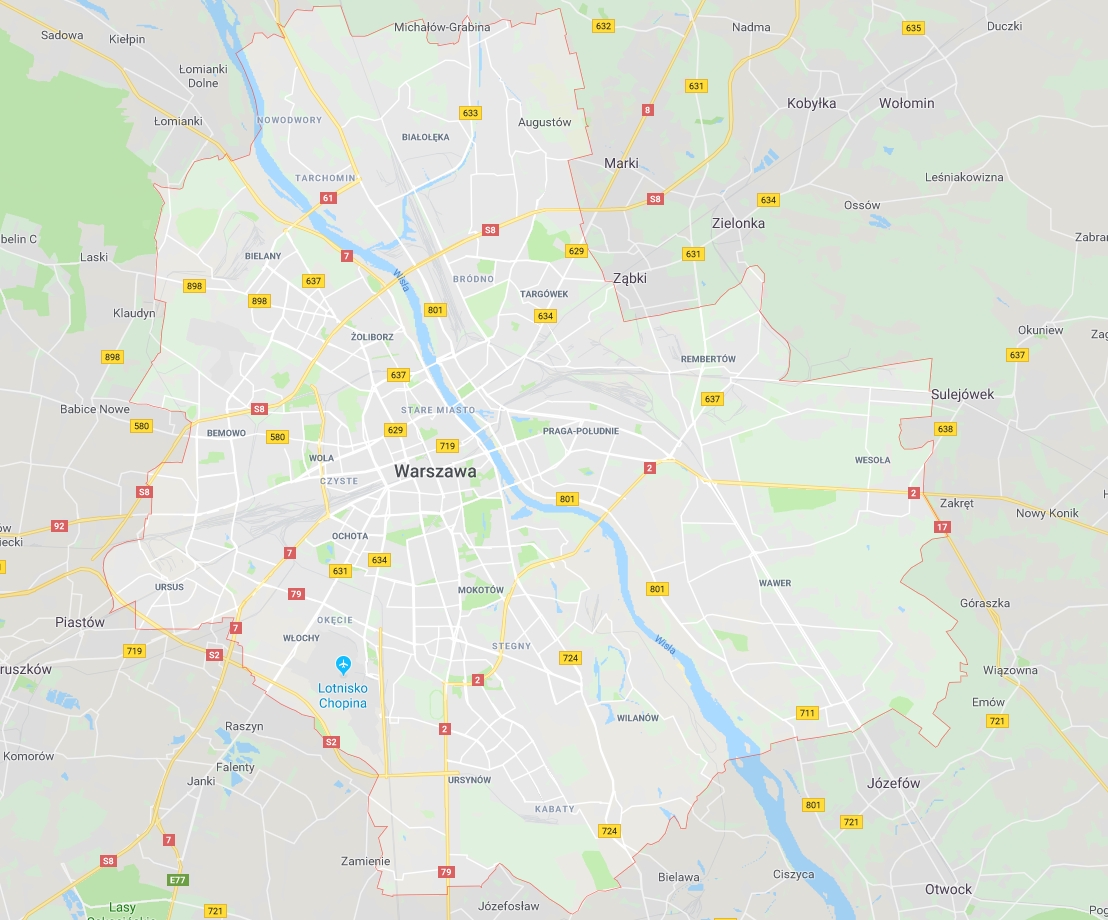 Michałów-Grabina
632
Nadma
635
Duczki
Sadowa
Kiełpin
Łomianki
Dolne
631
Kobyłka
Wołomin
Łomianki
NOWODWORY
633
8
Augustów
BIAŁOŁĘKA
Marki
TARCHOMIN
Leśniakowizna
61
S8
634
Ossów
Zielonka
S8
belin C
7
629
631
Laski
BIELANY
Ząbki
898
637
Wisła
BRÓDNO
TARGÓWEK
898
801
634
Klaudyn
ŻOLIBORZ
Okuniew
898
REMBERTÓW
637
637
637
Sulejówek
Babice Nowe
S8
STARE MIASTO
580
BEMOWO
580
629
719
PRAGA-POŁUDNIE
638
WOLA
CZYSTE
Warszawa
2
WESOŁA
S8
801
2
Zakręt
Nowy Konik
92
17
iecki
OCHOTA
7
634
631
URSUS
79
MOKOTÓW
801
WAWER
Góraszka
Piastów
7
OKĘCIE
WŁOCHY
STEGNY
Wisła
719
S2
724
ruszków
Wiązowna
Lotnisko
Chopina
2
Emów
721
WILANÓW
711
Raszyn
2
S2
Komorów
Falenty
Janki
URSYNÓW
Józefów
KABATY
801
721
724
7
S8
Zamienie
79
E77
Bielawa
Ciszyca
Otwock
Lasy
721
Józefosław